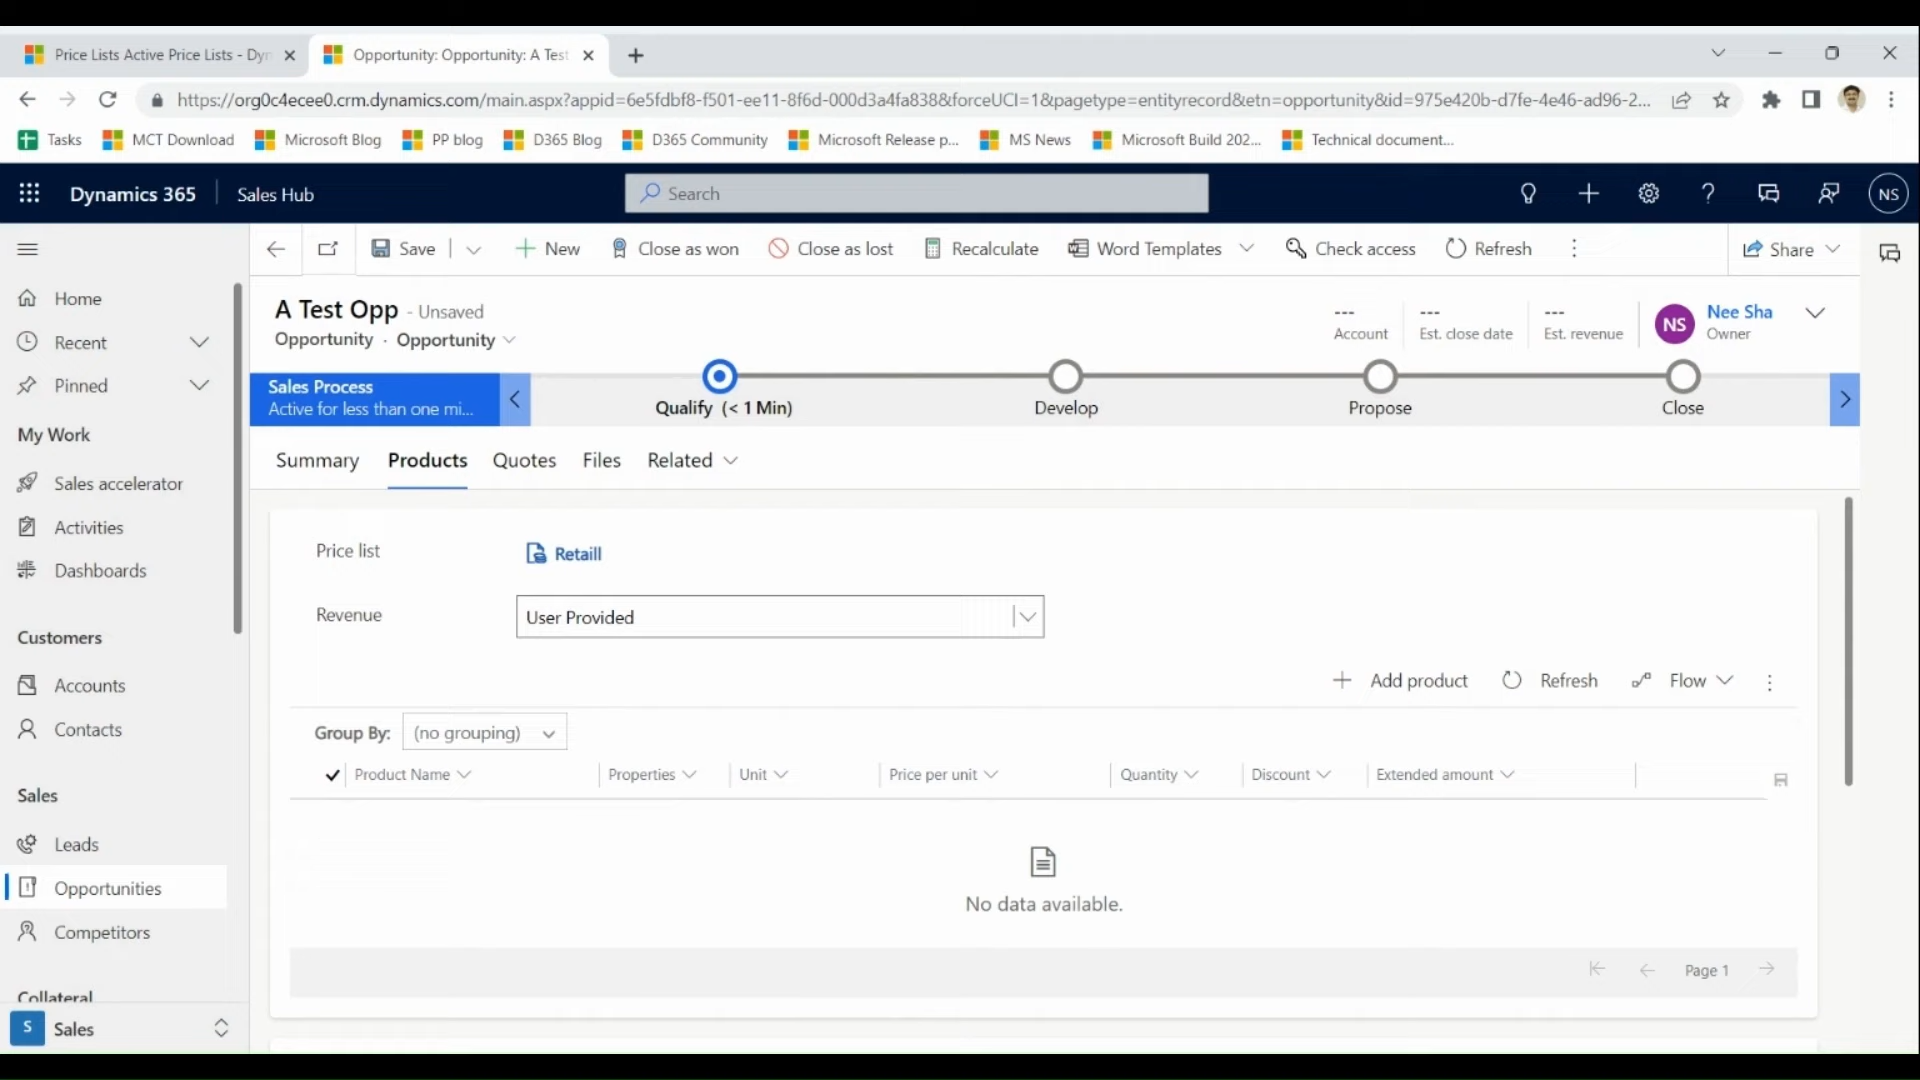 Price Lists Active Price Lists - Dyn
Opportunity: Opportunity: A Test
https://org0c4ecee0.crm.dynamics.com/main.aspx?appid=6e5fdbf8-f501-ee11-8f6d-000d3a4fa838&forceUCI=1&pagetype=entityrecord&etn=opportunity&id=975e420b-d7fe-4e46-ad96-2...
Tasks
MCT Download
Microsoft Blog
PP blog
D365 Blog
D365 Community
Microsoft Release p...
MS News
Microsoft Build 202...
Technical document...
Dynamics 365
Sales Hub
Search
NS
Save
New
Close as won
Close as lost
Recalculate
Word Templates
Check access
Refresh
Share
Home
Recent
Pinned
My Work
Sales accelerator
Activities
Dashboards
Customers
Accounts
Contacts
Sales
Leads
Opportunities
Competitors
Collateral
S
Sales
A Test Opp - Unsaved
Opportunity · Opportunity
---
Account
---
Est. close date
---
Est. revenue
NS
Nee Sha
Owner
Sales Process
Active for less than one mi...
Qualify (< 1 Min)
Develop
Propose
Close
Summary
Products
Quotes
Files
Related
Price list
Retaill
Revenue
User Provided
Add product
Refresh
Flow
Group By:
(no grouping)
Product Name
Properties
Unit
Price per unit
Quantity
Discount
Extended amount
No data available.
Page 1